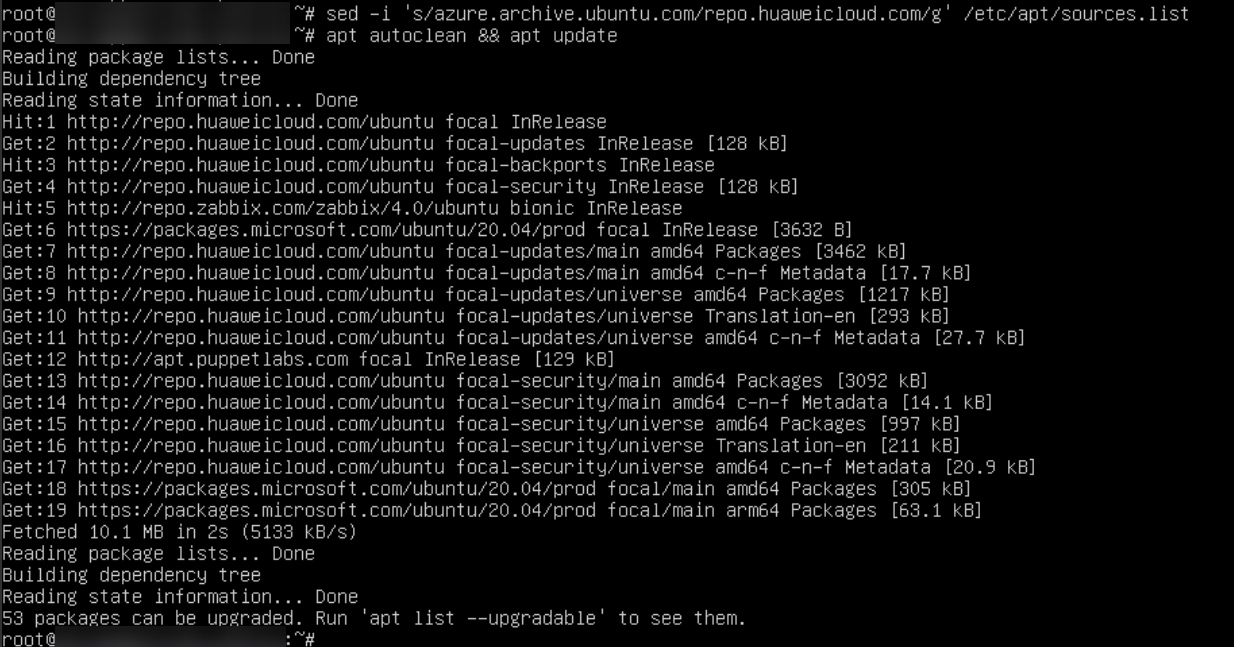 root@ ~# sed -i 's/azure.archive.ubuntu.com/repo.huaweicloud.com/g' /etc/apt/sources.list
root@ ~# apt autoclean && apt update
Reading package lists... Done
Building dependency tree
Reading state information... Done
Hit:1 http://repo.huaweicloud.com/ubuntu focal InRelease
Get:2 http://repo.huaweicloud.com/ubuntu focal-updates InRelease [128 kB]
Hit:3 http://repo.huaweicloud.com/ubuntu focal-backports InRelease
Get:4 http://repo.huaweicloud.com/ubuntu focal-security InRelease [128 kB]
Hit:5 http://repo.zabbix.com/zabbix/4.0/ubuntu bionic InRelease
Get:6 https://packages.microsoft.com/ubuntu/20.04/prod focal InRelease [3632 B]
Get:7 http://repo.huaweicloud.com/ubuntu focal-updates/main amd64 Packages [3462 kB]
Get:8 http://repo.huaweicloud.com/ubuntu focal-updates/main amd64 c-n-f Metadata [17.7 kB]
Get:9 http://repo.huaweicloud.com/ubuntu focal-updates/universe amd64 Packages [1217 kB]
Get:10 http://repo.huaweicloud.com/ubuntu focal-updates/universe Translation-en [293 kB]
Get:11 http://repo.huaweicloud.com/ubuntu focal-updates/universe amd64 c-n-f Metadata [27.7 kB]
Get:12 http://apt.puppetlabs.com focal InRelease [129 kB]
Get:13 http://repo.huaweicloud.com/ubuntu focal-security/main amd64 Packages [3092 kB]
Get:14 http://repo.huaweicloud.com/ubuntu focal-security/main amd64 c-n-f Metadata [14.1 kB]
Get:15 http://repo.huaweicloud.com/ubuntu focal-security/universe amd64 Packages [997 kB]
Get:16 http://repo.huaweicloud.com/ubuntu focal-security/universe Translation-en [211 kB]
Get:17 http://repo.huaweicloud.com/ubuntu focal-security/universe amd64 c-n-f Metadata [20.9 kB]
Get:18 https://packages.microsoft.com/ubuntu/20.04/prod focal/main amd64 Packages [305 kB]
Get:19 https://packages.microsoft.com/ubuntu/20.04/prod focal/main arm64 Packages [63.1 kB]
Fetched 10.1 MB in 2s (5133 kB/s)
Reading package lists... Done
Building dependency tree
Reading state information... Done
53 packages can be upgraded. Run 'apt list --upgradable' to see them.
root@ :~#